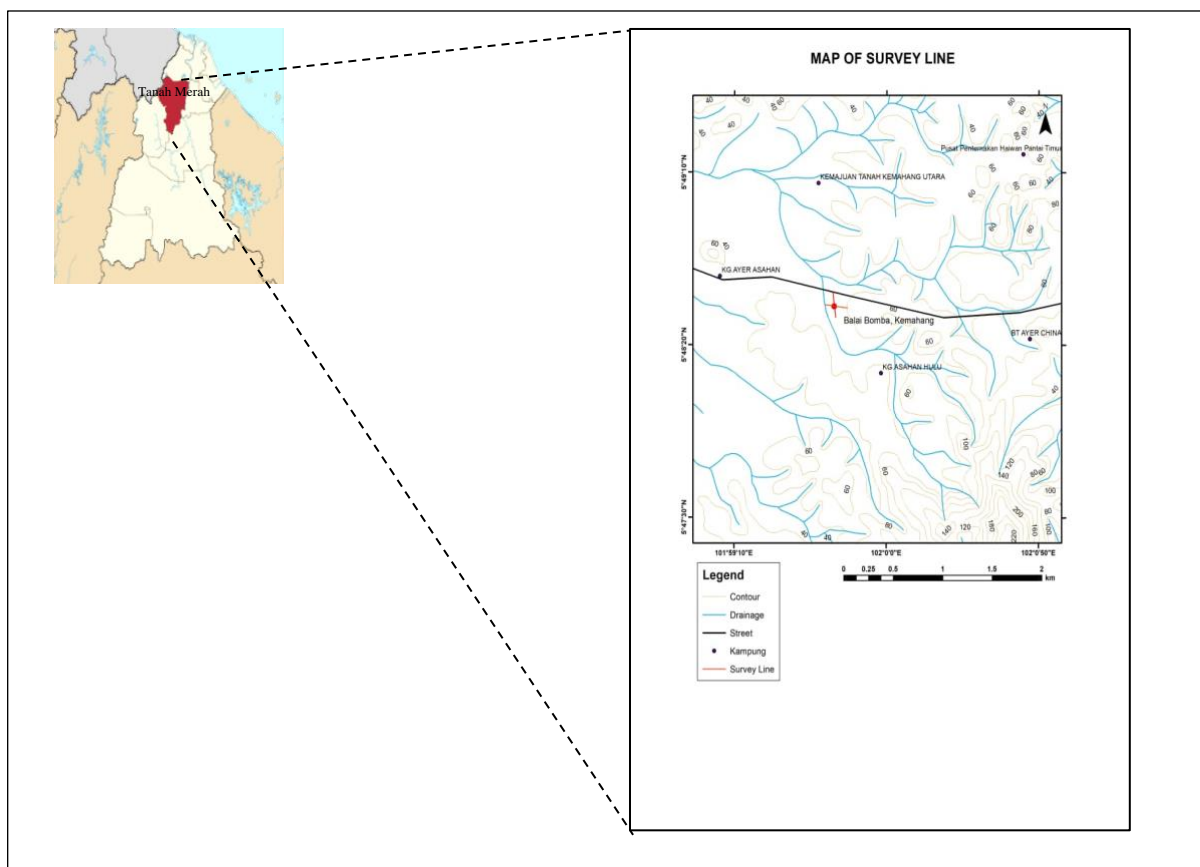 Tanah Merah
MAP OF SURVEY LINE
Z
5°49'10"N
5°48'20"N
5°47'30"N
Pusat Penternakan Haiwan Pantai Timur
KEMAJUAN TANAH KEMAHANG UTARA
KG AYER ASAHAN
Balai Bomba, Kemahang
BT AYER CHINA
KG ASAHAN HULU
40
60
80
100
120
140
160
180
200
220
101°59'10"E
102°0'0"E
102°0'50"E
Legend
Contour
Drainage
Street
Kampung
Survey Line
0 0.25 0.5 1 1.5 2
km